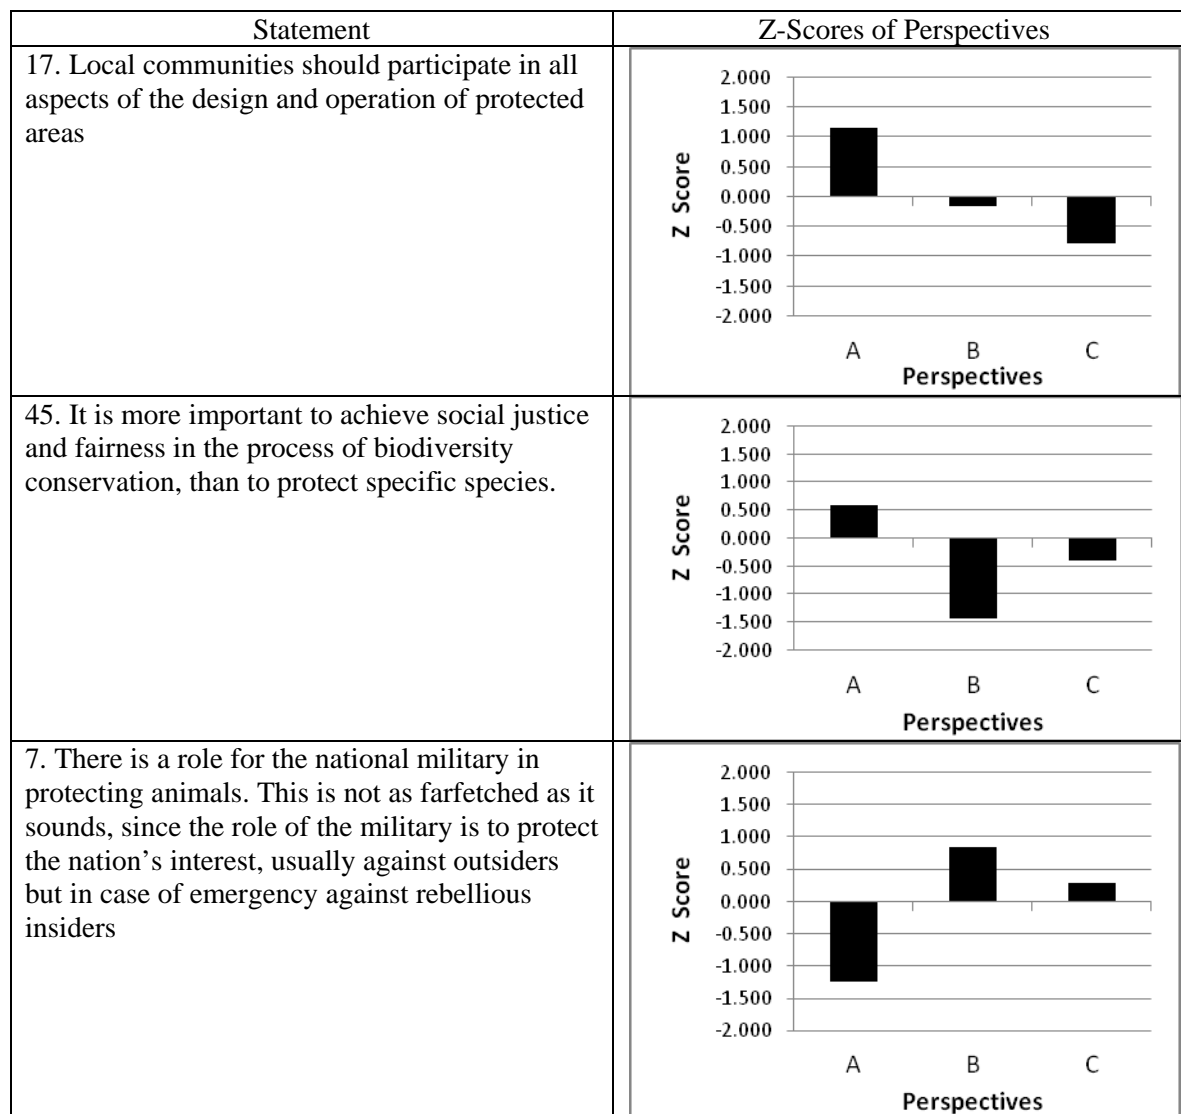 Statement
Z-Scores of Perspectives
17. Local communities should participate in all
aspects of the design and operation of protected
areas
2.000
1.500
1.000
0.500
0.000
-0.500
-1.000
-1.500
-2.000
Z Score
A B C
Perspectives
45. It is more important to achieve social justice
and fairness in the process of biodiversity
conservation, than to protect specific species.
2.000
1.500
1.000
0.500
0.000
-0.500
-1.000
-1.500
-2.000
Z Score
A B C
Perspectives
7. There is a role for the national military in
protecting animals. This is not as farfetched as it
sounds, since the role of the military is to protect
the nation’s interest, usually against outsiders
but in case of emergency against rebellious
insiders
2.000
1.500
1.000
0.500
0.000
-0.500
-1.000
-1.500
-2.000
Z Score
A B C
Perspectives